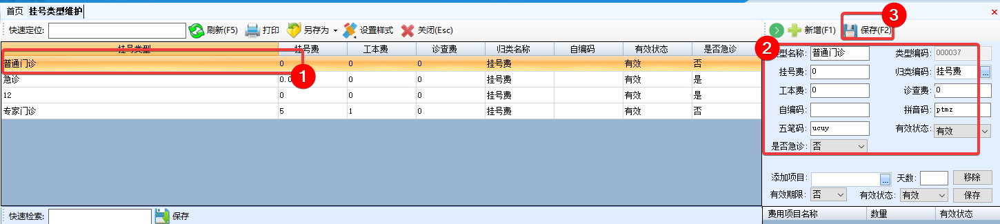 首页 挂号类型维护
快速定位: 刷新(F5) 打印 另存为 设置样式 关闭(Esc)
挂号类型 挂号费 工本费 诊查费 归类名称 自编码 有效状态 是否急诊
普通门诊 0 0 0 挂号费 有效 否
1
急诊 0.0 0 0 挂号费 有效 是
12 0 0 挂号费 有效 是
专家门诊 5 1 0 挂号费 有效 否
快速检索: 保存
3
新增(F1) 保存(F2)
2
类型名称: 普通门诊 类型编码: 000037
挂号费: 0 归类编码: 挂号费 ...
工本费: 0 诊查费: 0
自编码: 拼音码: ptmz
五笔码: ucuy 有效状态: 有效
是否急诊: 否
添加项目: ... 天数: 移除
有效期限: 否 有效状态: 有效 保存
费用项目名称 数量 有效状态